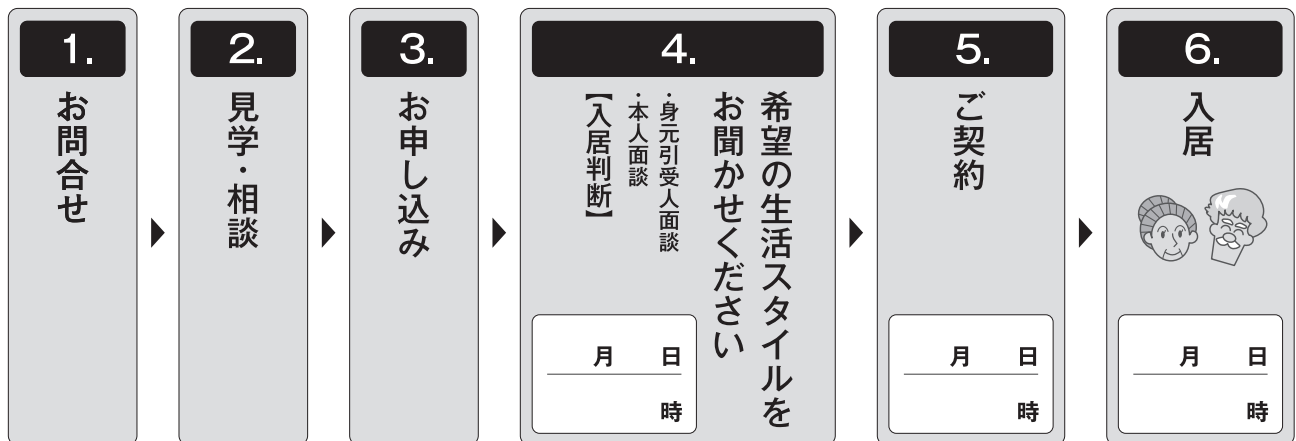 1.
お問合せ
2.
見学・相談
3.
お申し込み
4.
希望の生活スタイルを
お聞かせください
・身元引受人面談
・本人面談
【入居判断】
月 日
時
5.
ご契約
月 日
時
6.
入居
月 日
時